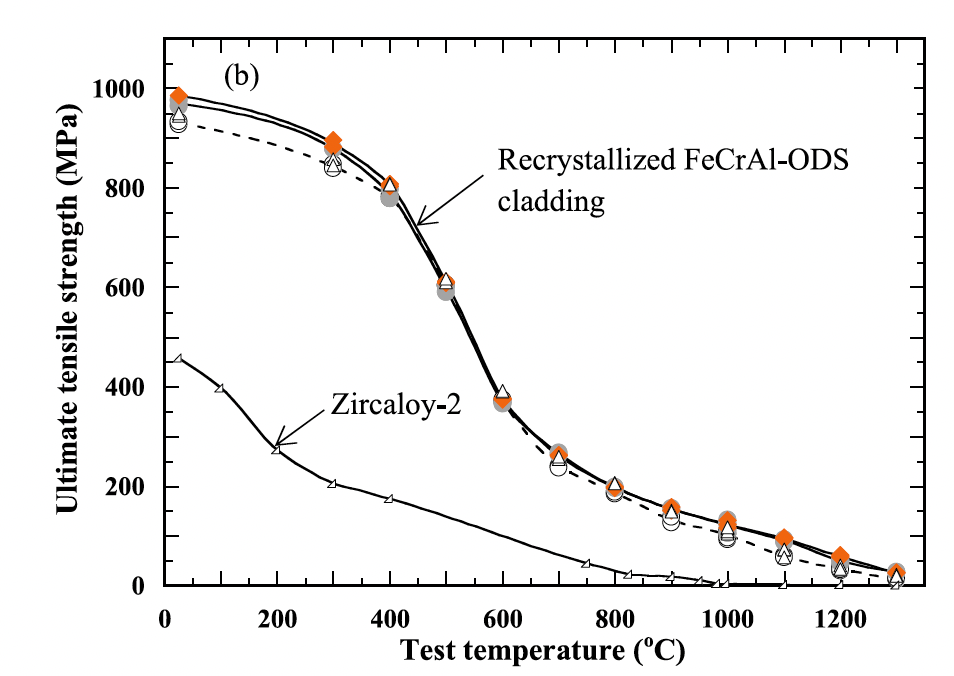 (b)
1000
800
600
400
200
0
Ultimate tensile strength (MPa)
Recrystallized FeCrAl-ODS
cladding
Zircaloy-2
0 200 400 600 800 1000 1200
Test temperature (°C)